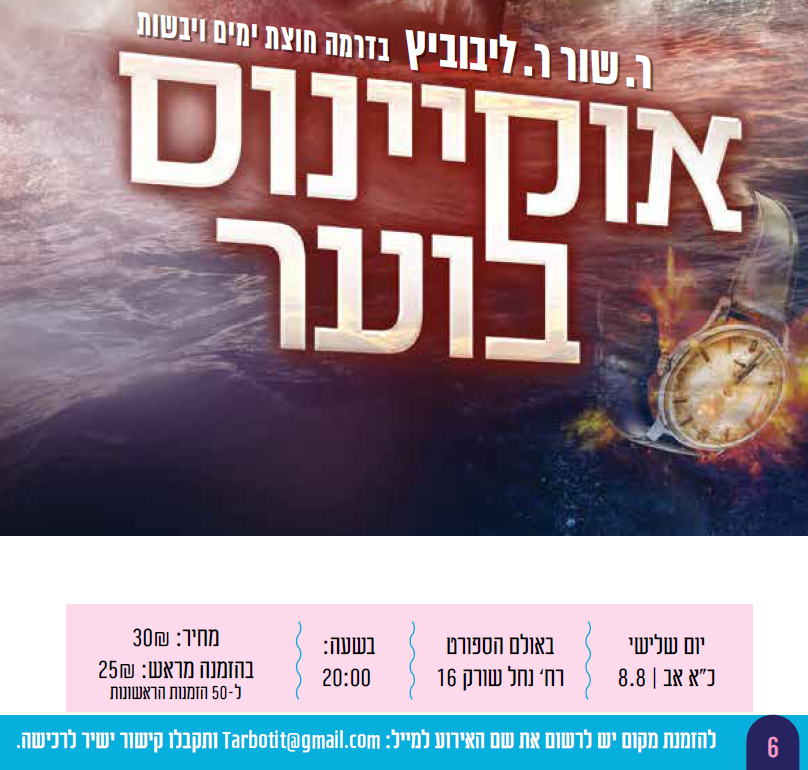 ר. שור ר. ליבוביץ בדרמה חוצת ימים ויבשות
אוקיינוס
בוער
יום שלישי
כ"א אב | 8.8
באולם הספורט
רח' נחל שורק 16
בשעה:
20:00
מחיר: 30₪
בהזמנה מראש: 25₪
ל-50 הזמנות הראשונות
להזמנת מקום יש לרשום את שם האירוע למייל: Tarbotit@gmail.com ותקבלו קישור ישיר לרכישה.
6